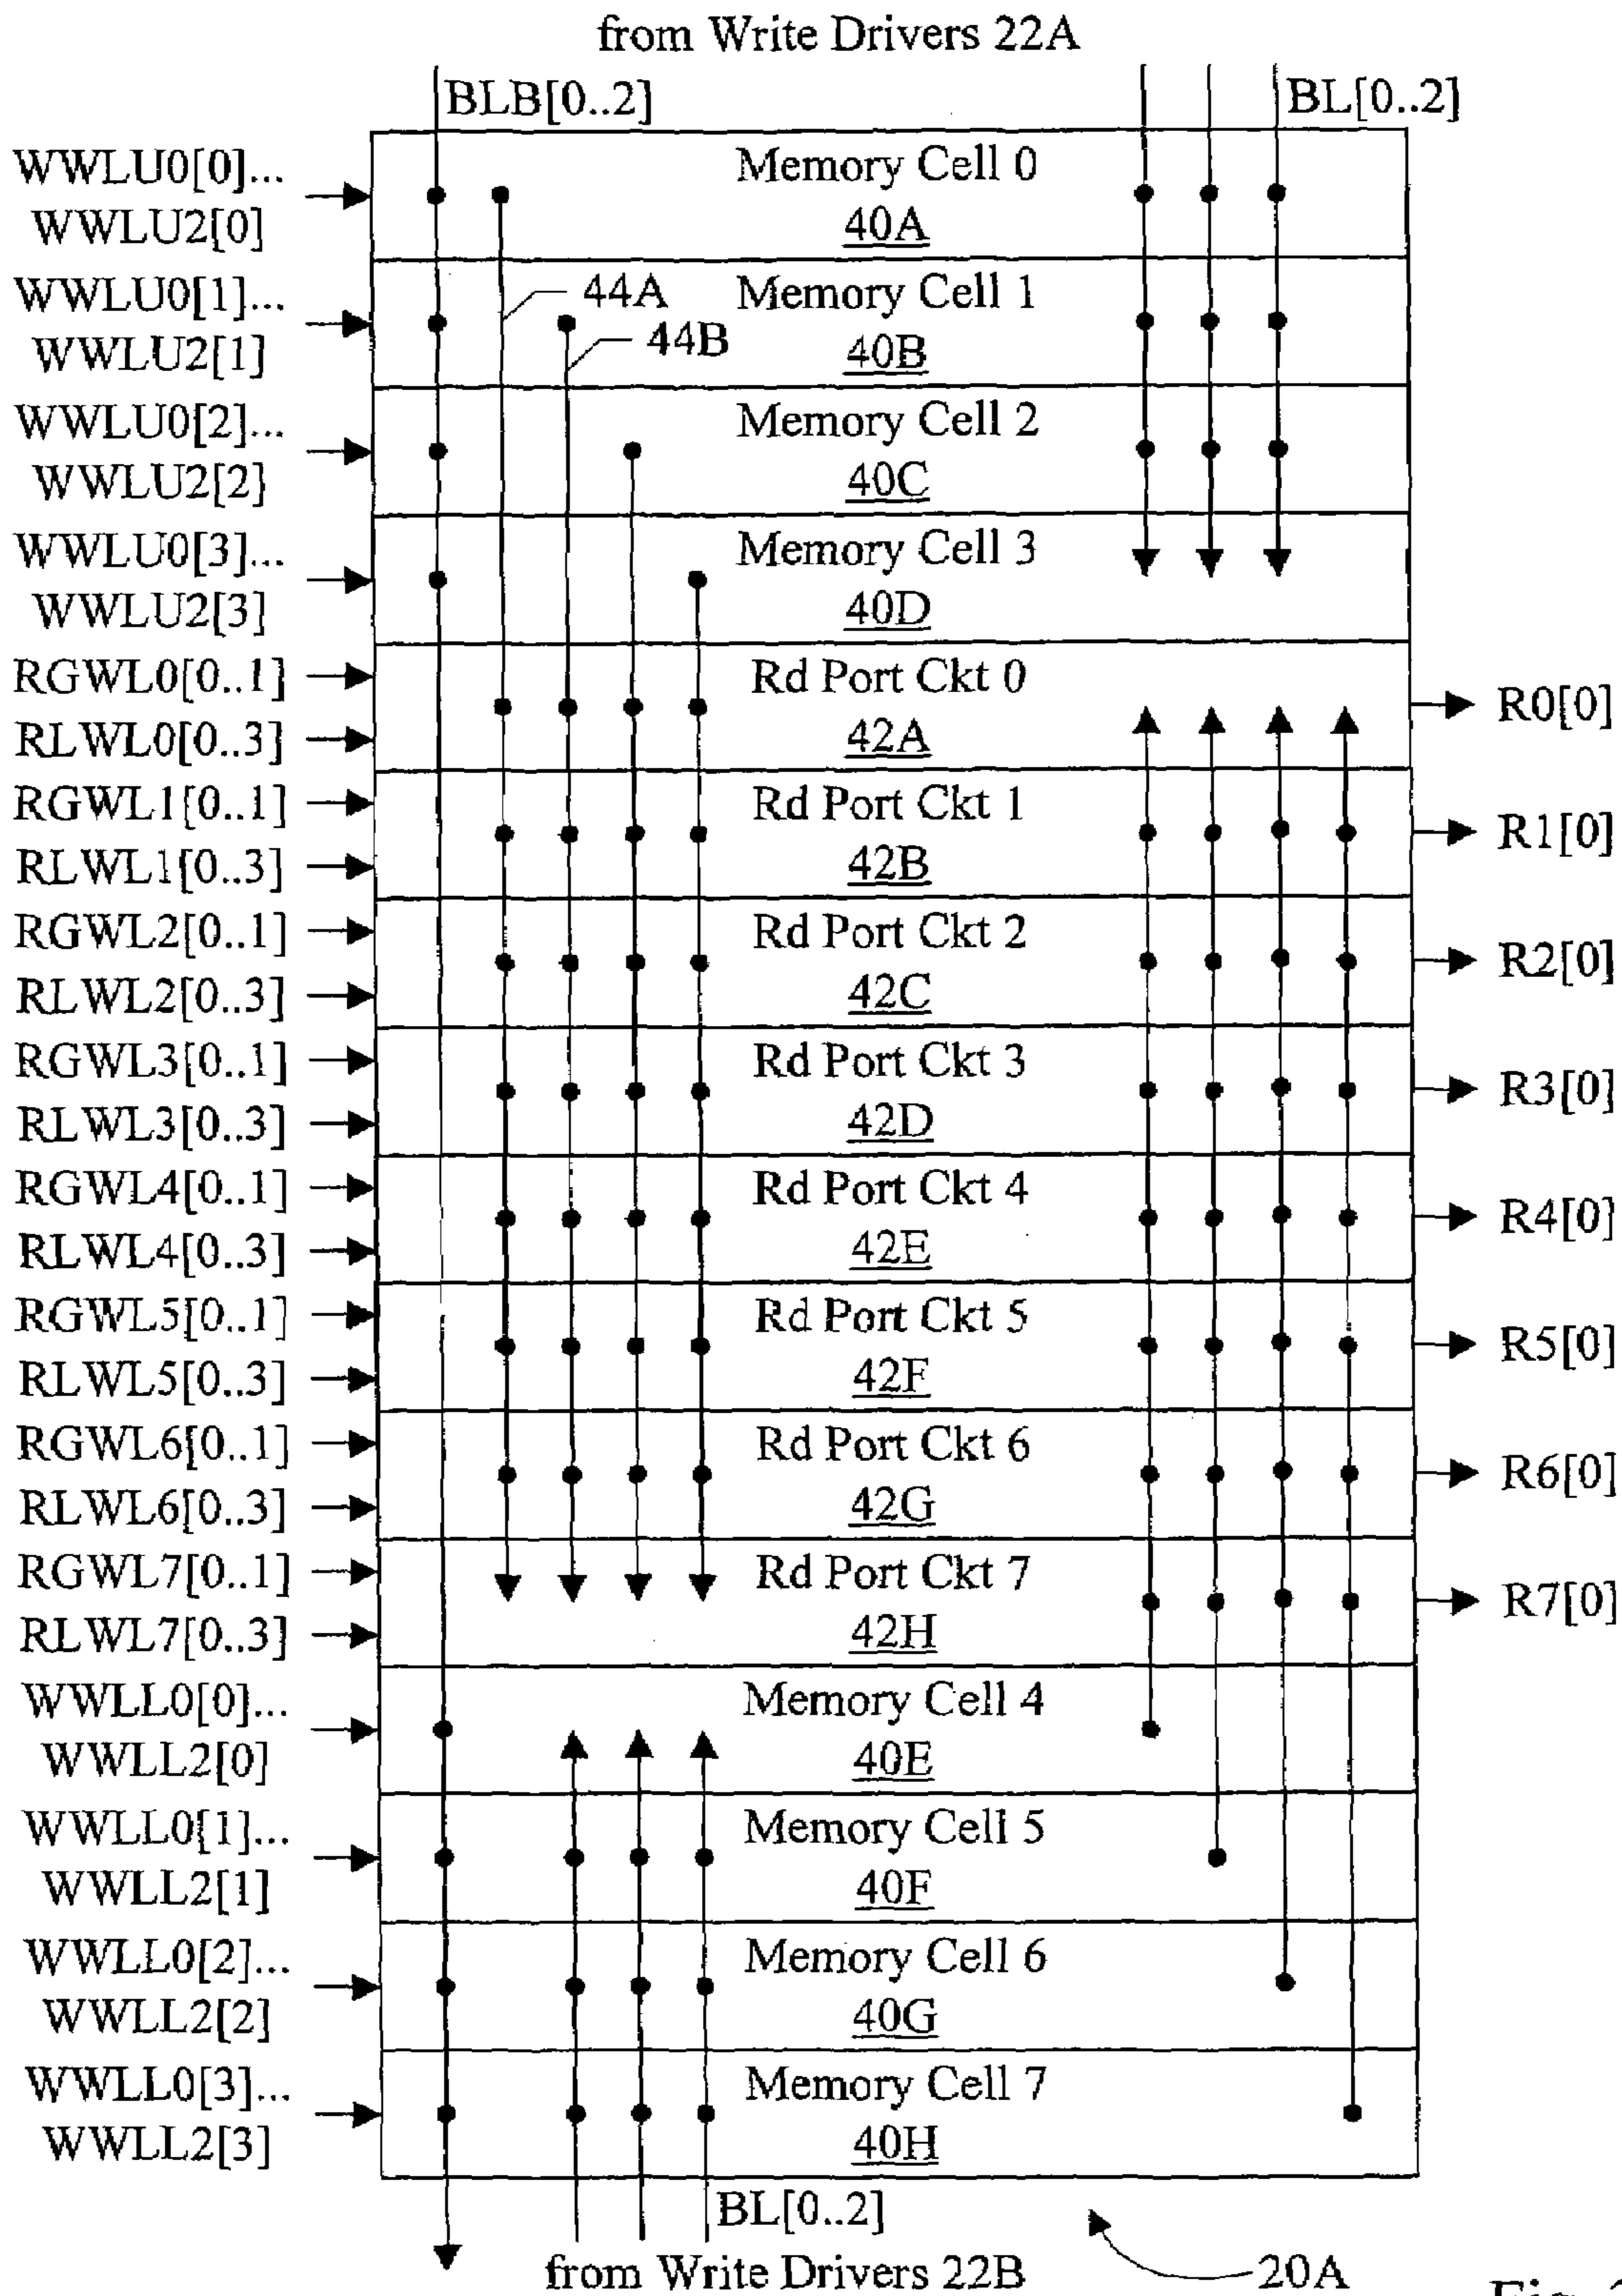 from Write Drivers 22A
BLB[0..2]
BL[0..2]
WWLU0[0]...
WWLU2[0]
Memory Cell 0
40A
WWLU0[1]...
WWLU2[1]
44A
Memory Cell 1
44B
40B
WWLU0[2]...
WWLU2[2]
Memory Cell 2
40C
WWLU0[3]...
WWLU2[3]
Memory Cell 3
40D
RGWL0[0..1]
RLWL0[0..3]
Rd Port Ckt 0
42A
R0[0]
RGWL1[0..1]
RLWL1[0..3]
Rd Port Ckt 1
42B
R1[0]
RGWL2[0..1]
RLWL2[0..3]
Rd Port Ckt 2
42C
R2[0]
RGWL3[0..1]
RLWL3[0..3]
Rd Port Ckt 3
42D
R3[0]
RGWL4[0..1]
RLWL4[0..3]
Rd Port Ckt 4
42E
R4[0]
RGWL5[0..1]
RLWL5[0..3]
Rd Port Ckt 5
42F
R5[0]
RGWL6[0..1]
RLWL6[0..3]
Rd Port Ckt 6
42G
R6[0]
RGWL7[0..1]
RLWL7[0..3]
Rd Port Ckt 7
42H
R7[0]
WWLL0[0]...
WWLL2[0]
Memory Cell 4
40E
WWLL0[1]...
WWLL2[1]
Memory Cell 5
40F
WWLL0[2]...
WWLL2[2]
Memory Cell 6
40G
WWLL0[3]...
WWLL2[3]
Memory Cell 7
40H
BL[0..2]
from Write Drivers 22B
20A